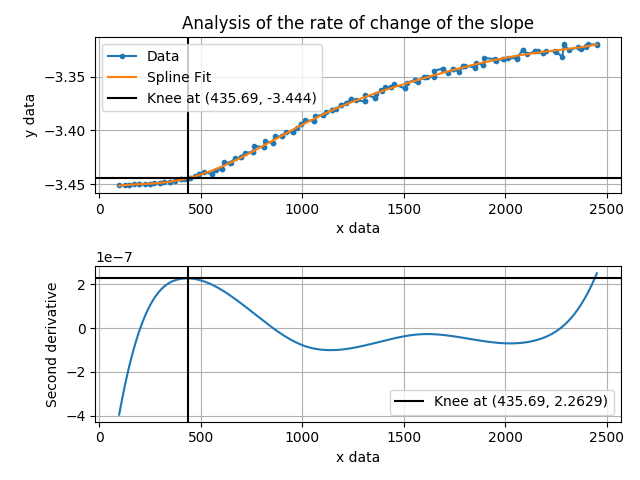 Analysis of the rate of change of the slope
Data
Spline Fit
Knee at (435.69, -3.444)
y data
−3.35
−3.40
−3.45
0 500 1000 1500 2000 2500
x data
1e−7
Second derivative
2
0
−2
−4
Knee at (435.69, 2.2629)
0 500 1000 1500 2000 2500
x data